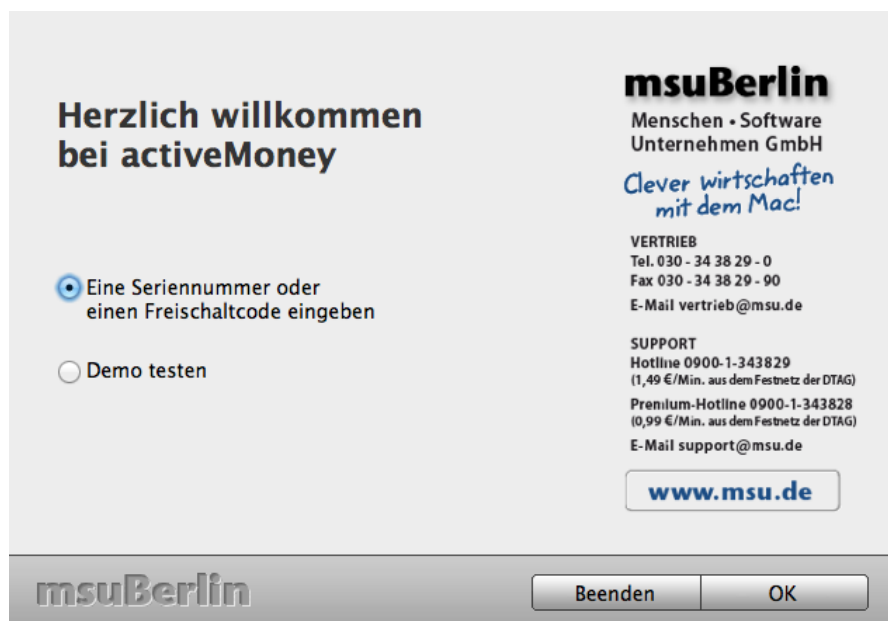 Herzlich willkommen
bei activeMoney
Eine Seriennummer oder
einen Freischaltcode eingeben
Demo testen
msuBerlin
Menschen • Software
Unternehmen GmbH
Clever wirtschaften
mit dem Mac!
VERTRIEB
Tel. 030 - 34 38 29 - 0
Fax 030 - 34 38 29 - 90
E-Mail vertrieb@msu.de
SUPPORT
Hotline 0900-1-343829
(1,49 €/Min. aus dem Festnetz der DTAG)
Premium-Hotline 0900-1-343828
(0,99 €/Min. aus dem Festnetz der DTAG)
E-Mail support@msu.de
www.msu.de
msuBerlin
Beenden
OK